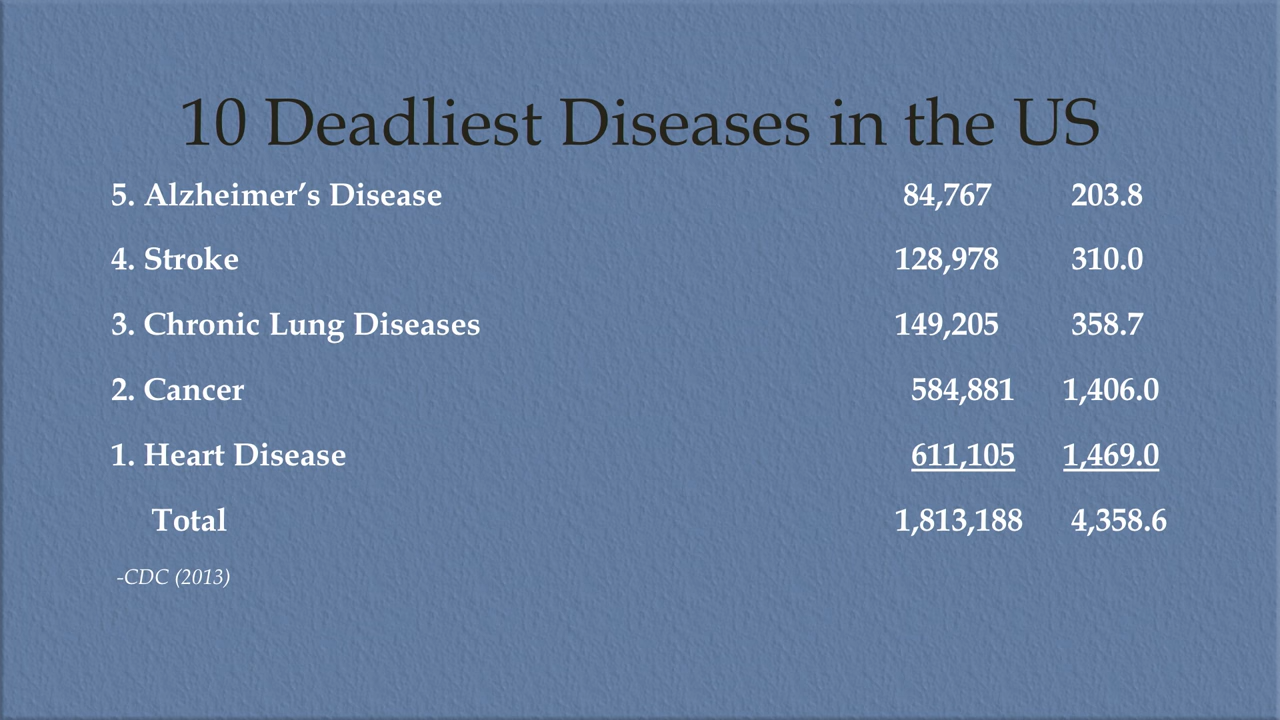 10 Deadliest Diseases in the US
5. Alzheimer’s Disease 84,767 203.8
4. Stroke 128,978 310.0
3. Chronic Lung Diseases 149,205 358.7
2. Cancer 584,881 1,406.0
1. Heart Disease 611,105 1,469.0
Total 1,813,188 4,358.6
-CDC (2013)